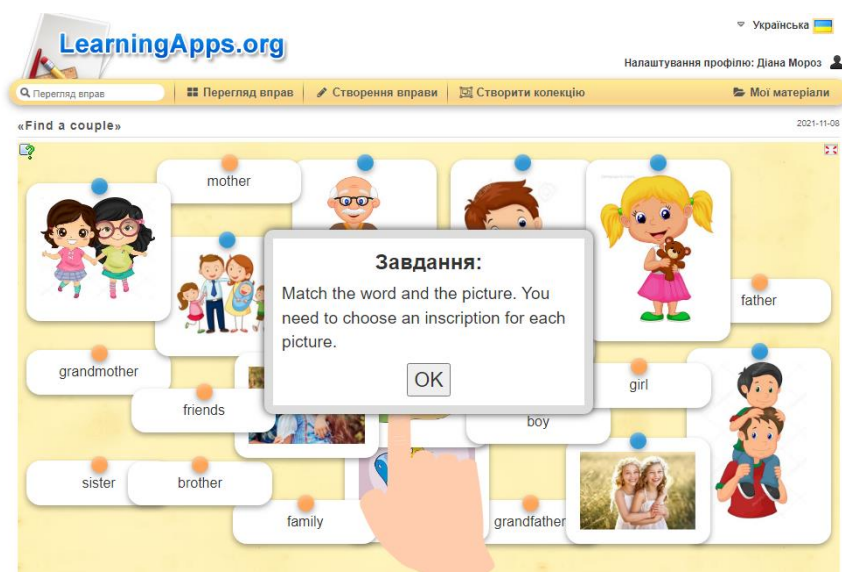 LearningApps.org
Українська
Налаштування профілю: Діана Мороз
Перегляд вправ
Перегляд вправ
Створення вправи
Створити колекцію
Мої матеріали
«Find a couple»
2021-11-08
mother
Завдання:
Match the word and the picture. You
need to choose an inscription for each
picture.
OK
father
grandmother
girl
friends
boy
sister
brother
family
grandfather